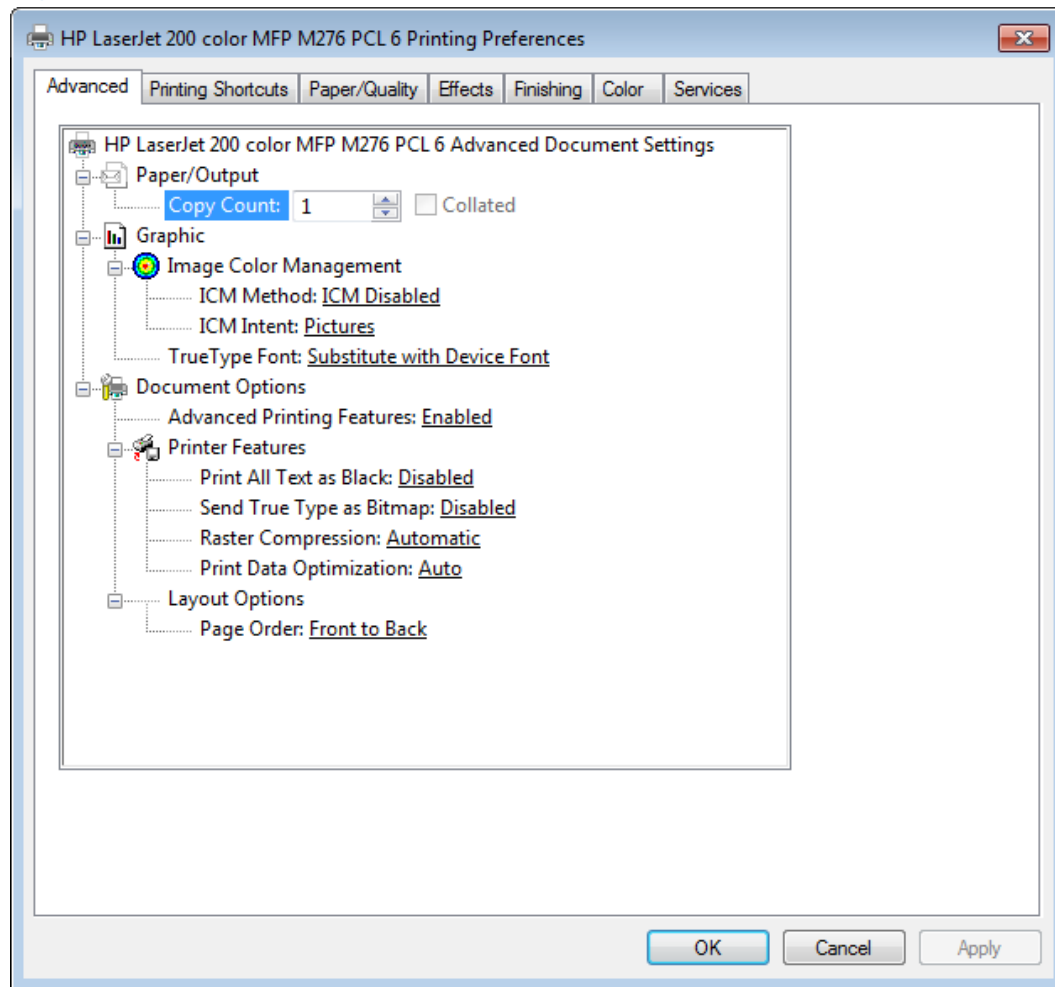 HP LaserJet 200 color MFP M276 PCL 6 Printing Preferences
Advanced Printing Shortcuts Paper/Quality Effects Finishing Color Services
HP LaserJet 200 color MFP M276 PCL 6 Advanced Document Settings
Paper/Output
Copy Count: 1 Collated
Graphic
Image Color Management
ICM Method: ICM Disabled
ICM Intent: Pictures
TrueType Font: Substitute with Device Font
Document Options
Advanced Printing Features: Enabled
Printer Features
Print All Text as Black: Disabled
Send True Type as Bitmap: Disabled
Raster Compression: Automatic
Print Data Optimization: Auto
Layout Options
Page Order: Front to Back
OK Cancel Apply